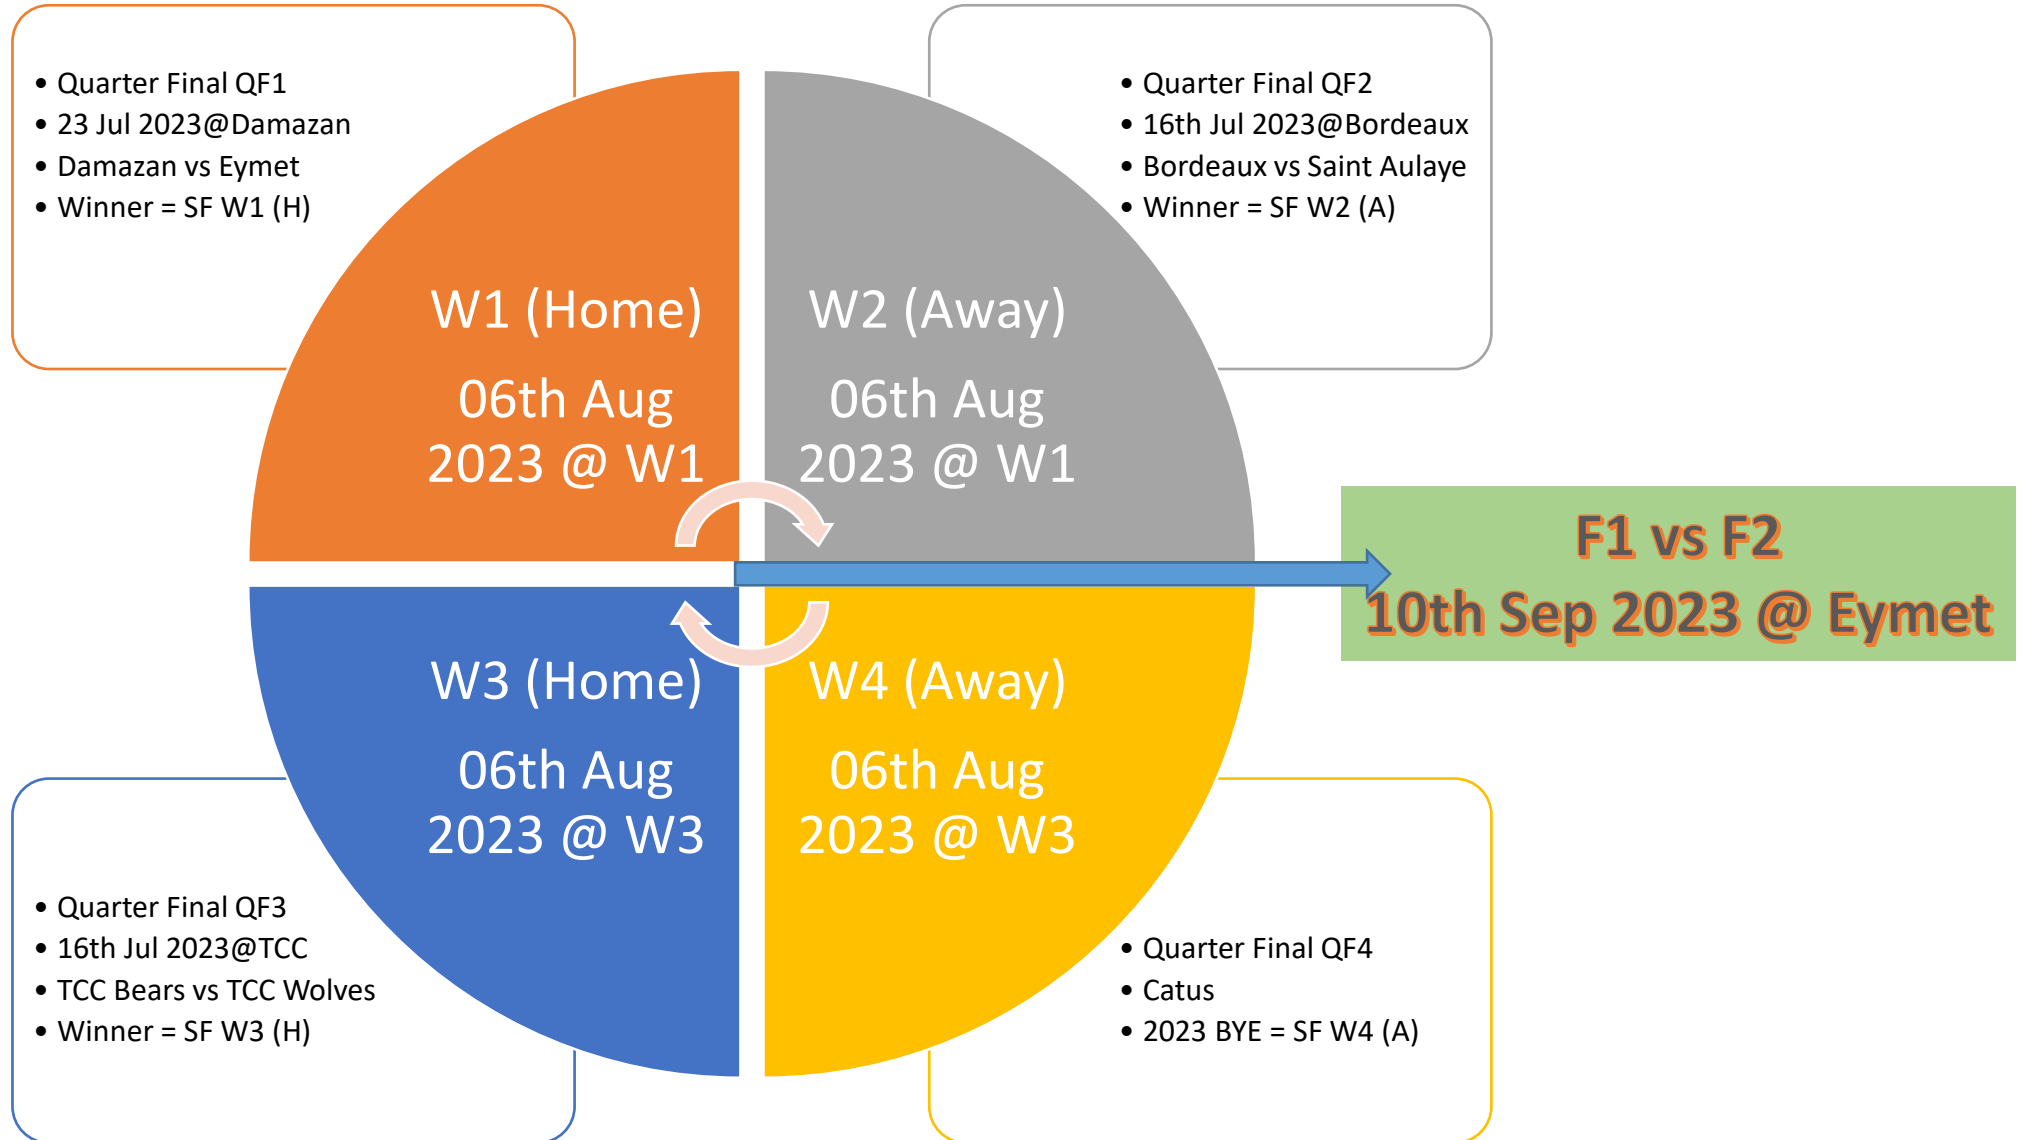 • Quarter Final QF1
• 23 Jul 2023@Damazan
• Damazan vs Eymet
• Winner = SF W1 (H)
• Quarter Final QF2
• 16th Jul 2023@Bordeaux
• Bordeaux vs Saint Aulaye
• Winner = SF W2 (A)
W1 (Home)
06th Aug
2023 @ W1
W2 (Away)
06th Aug
2023 @ W1
F1 vs F2
10th Sep 2023 @ Eymet
W3 (Home)
06th Aug
2023 @ W3
W4 (Away)
06th Aug
2023 @ W3
• Quarter Final QF3
• 16th Jul 2023@TCC
• TCC Bears vs TCC Wolves
• Winner = SF W3 (H)
• Quarter Final QF4
• Catus
• 2023 BYE = SF W4 (A)